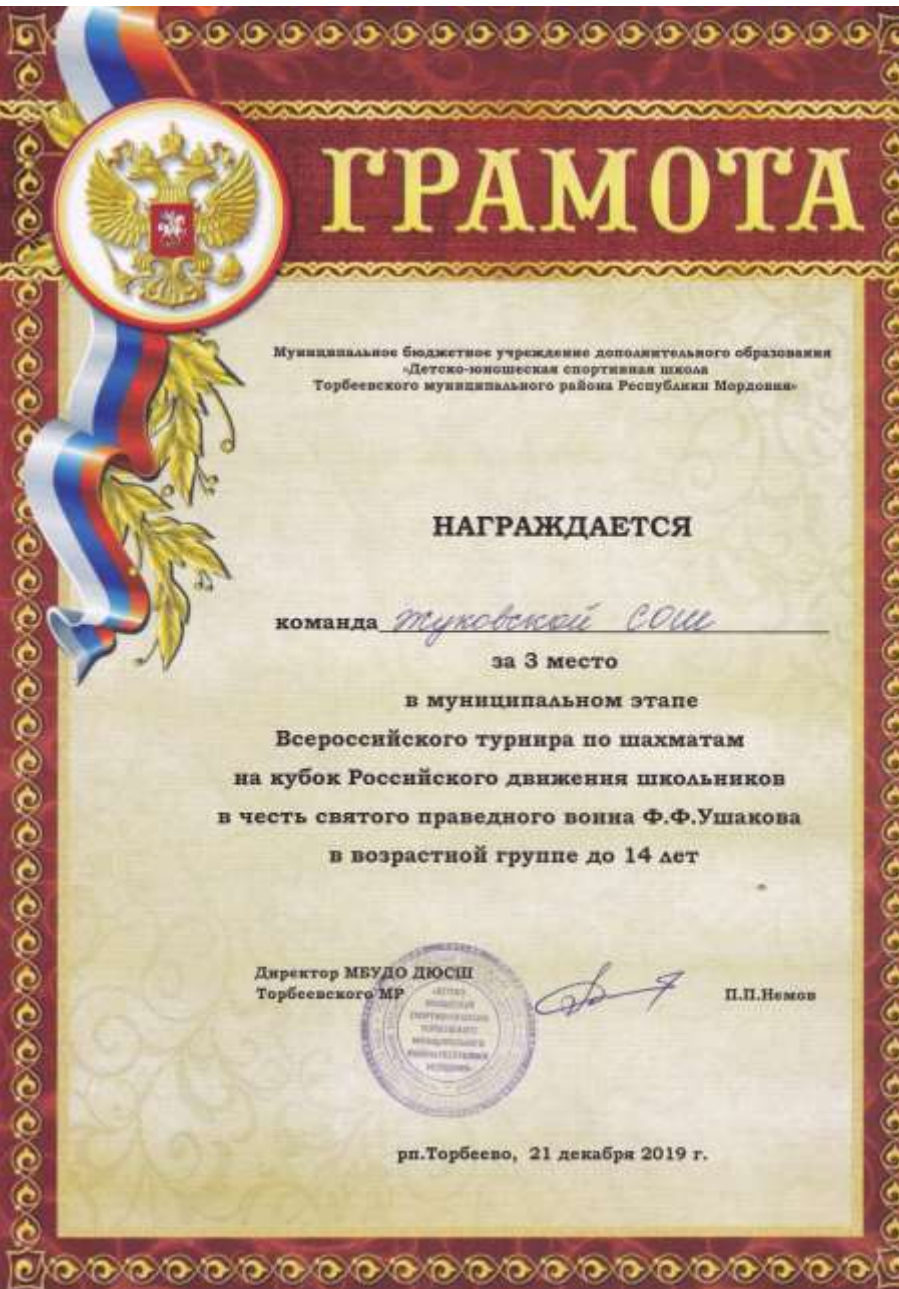 ГРАМОТА
Муниципальное бюджетное учреждение дополнительного образования
«Детско-юношеская спортивная школа
Торбеевского муниципального района Республики Мордовия»
НАГРАЖДАЕТСЯ
команда Жуковской СОШ
за 3 место
в муниципальном этапе
Всероссийского турнира по шахматам
на кубок Российского движения школьников
в честь святого праведного воина Ф.Ф.Ушакова
в возрастной группе до 14 лет
Директор МБУДО ДЮСШ
Торбеевского МР П.П.Немов
рп.Торбеево, 21 декабря 2019 г.